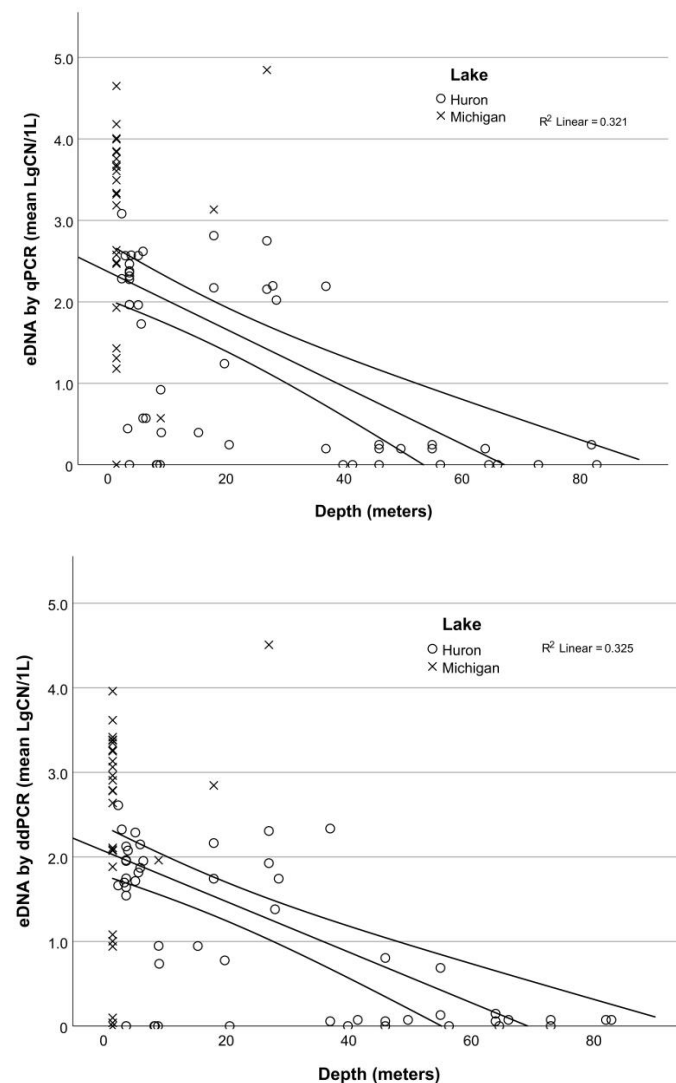 5.0
Lake
Huron
Michigan
R² Linear = 0.321
4.0
3.0
2.0
1.0
0
eDNA by qPCR (mean LgCN/1L)
0 20 40 60 80
Depth (meters)
5.0
Lake
Huron
Michigan
R² Linear = 0.325
4.0
3.0
2.0
1.0
0
eDNA by ddPCR (mean LgCN/1L)
0 20 40 60 80
Depth (meters)